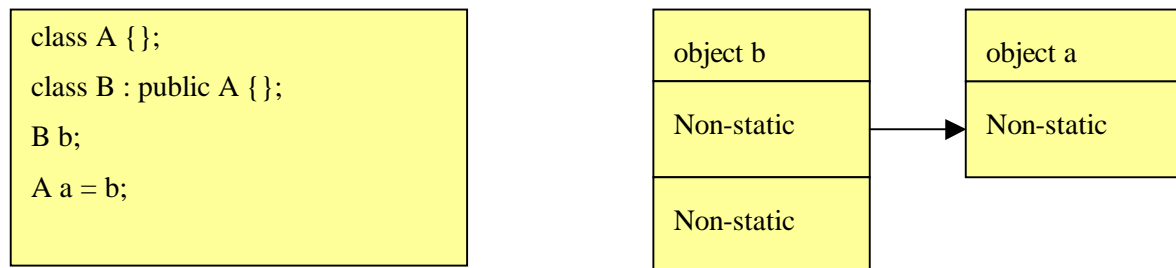 class A {};
class B : public A {};
B b;
A a = b;
object b
Non-static
Non-static
object a
Non-static